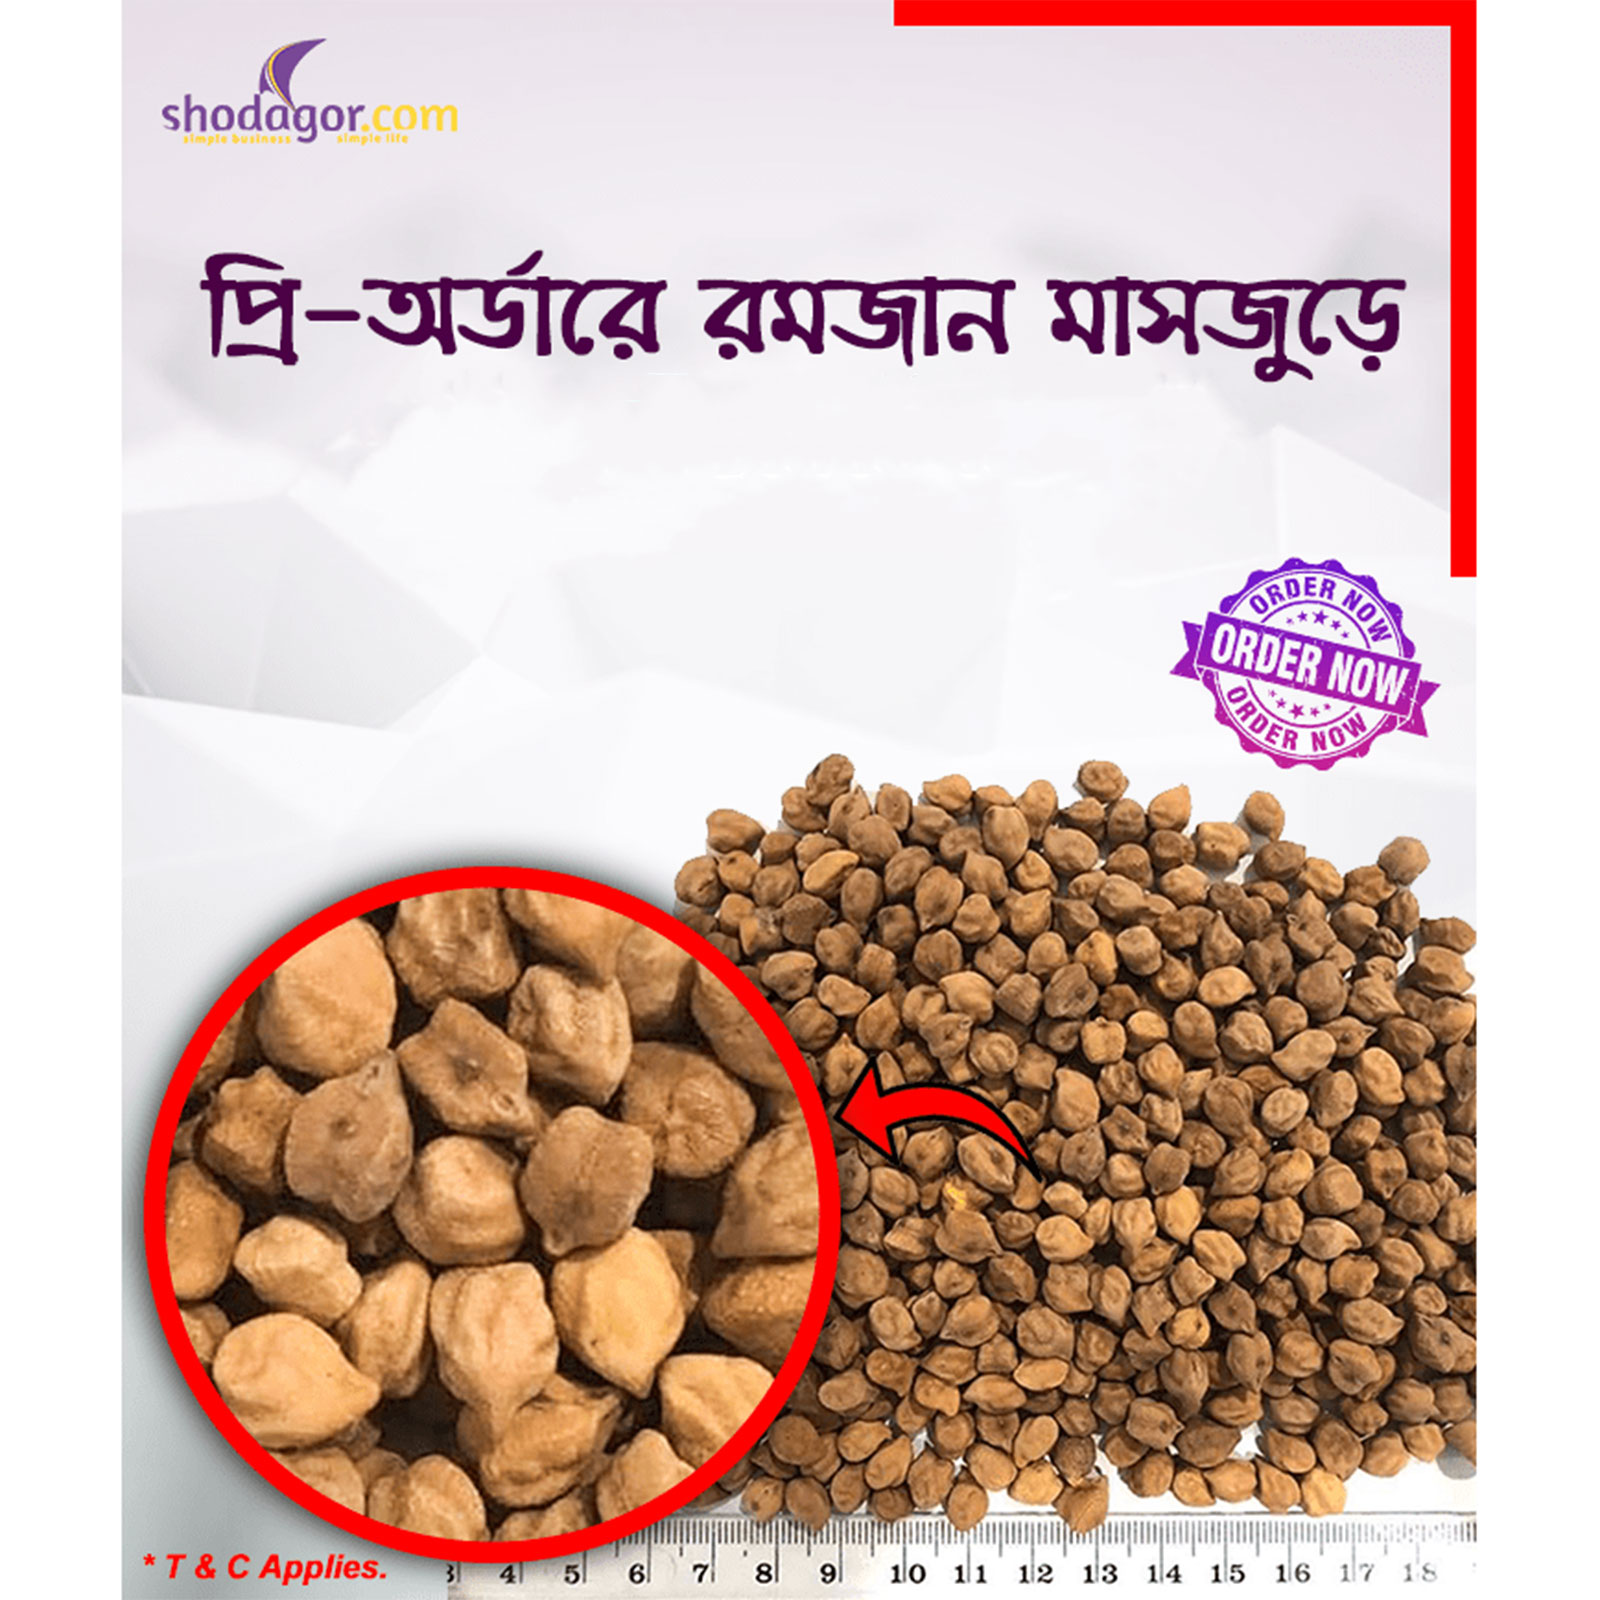 shodagor.com
simple business simple life
প্রি-অর্ডারে রমজান মাসজুড়ে
ORDER NOW
ORDER NOW
ORDER NOW
* T & C Applies.
3 4 5 6 7 8 9 10 11 12 13 14 15 16 17 18